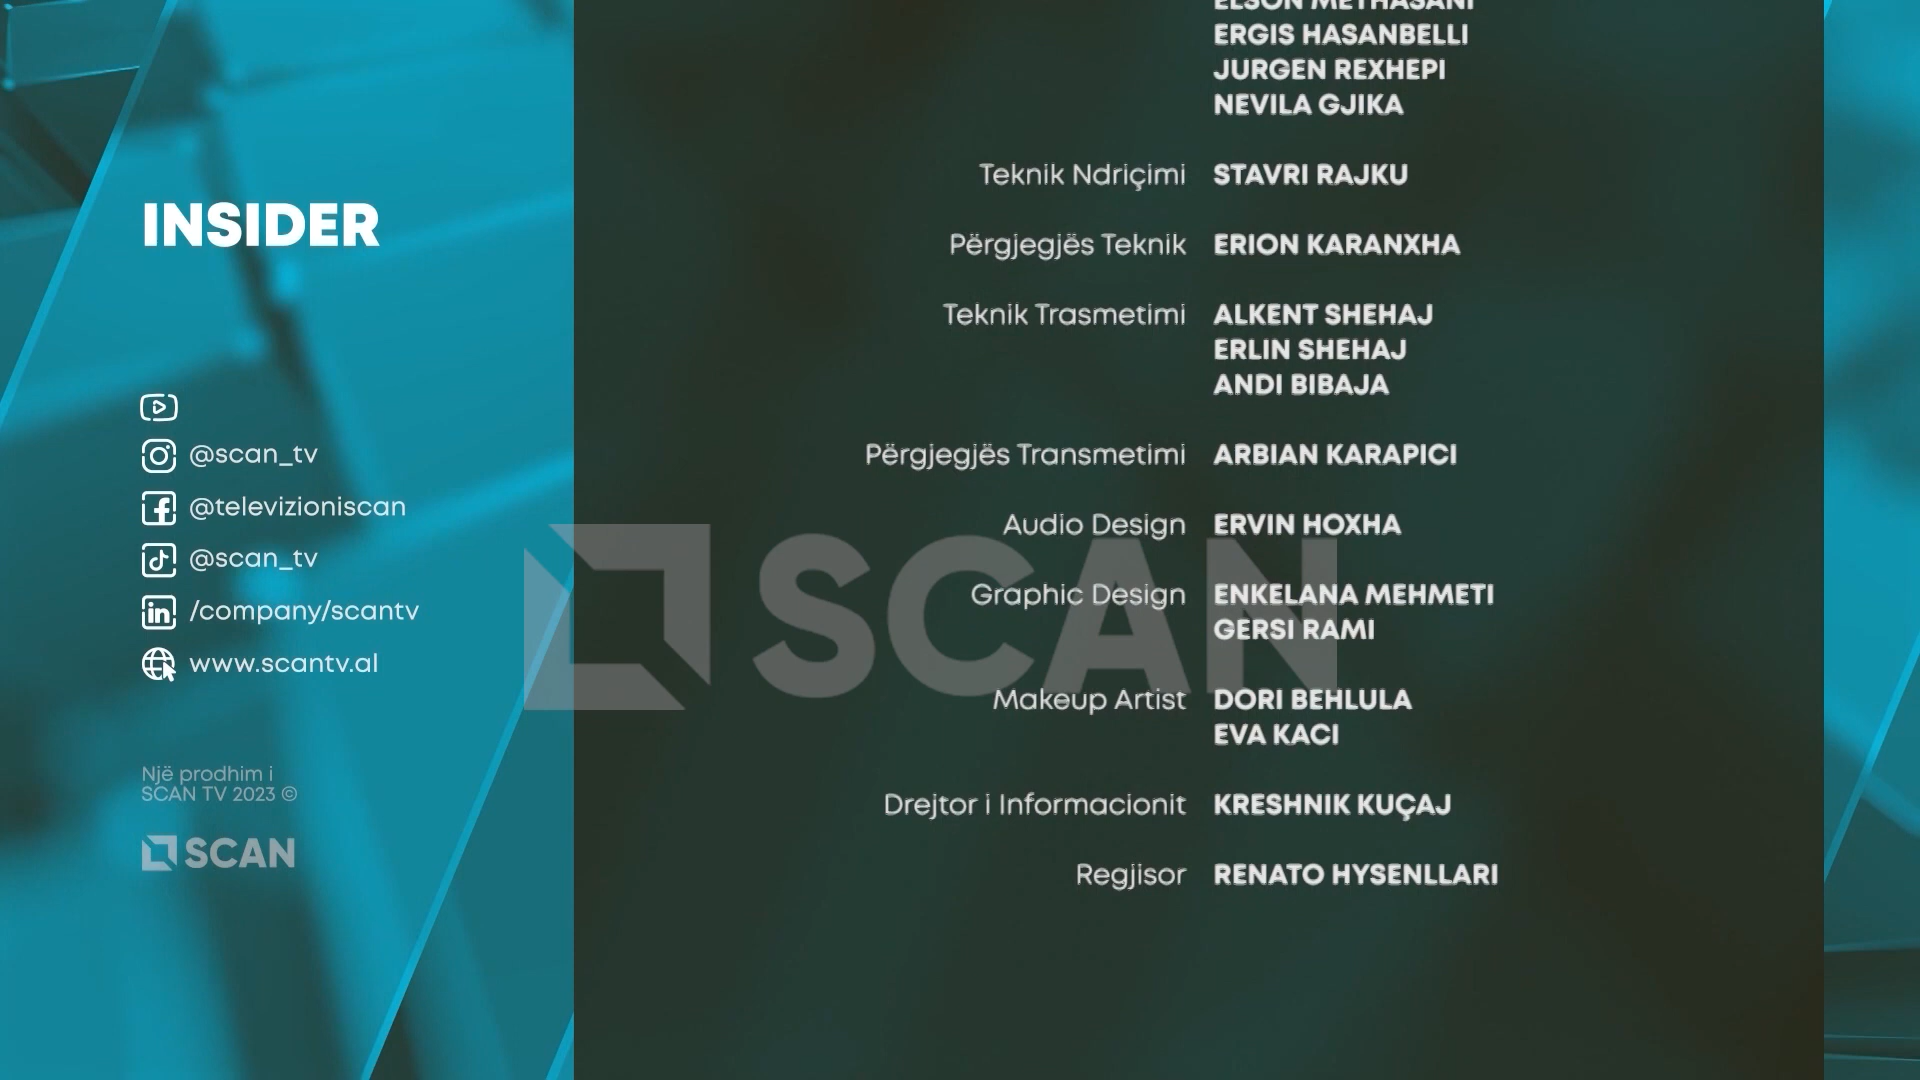 INSIDER
@scan_tv
@televizioniscan
@scan_tv
/company/scantv
www.scantv.al
Një prodhim i
SCAN TV 2023 ©
SCAN
ELSON METHASANI
ERGIS HASANBELLI
JURGEN REXHEPI
NEVILA GJIKA
Teknik Ndriçimi STAVRI RAJKU
Përgjegjës Teknik ERION KARANXHA
Teknik Trasmetimi ALKENT SHEHAJ
ERLIN SHEHAJ
ANDI BIBAJA
Përgjegjës Transmetimi ARBIAN KARAPICI
Audio Design ERVIN HOXHA
Graphic Design ENKELANA MEHMETI
GERSI RAMI
Makeup Artist DORI BEHLULA
EVA KACI
Drejtor i Informacionit KRESHNIK KUÇAJ
Regjisor RENATO HYSENLLARI
SCAN